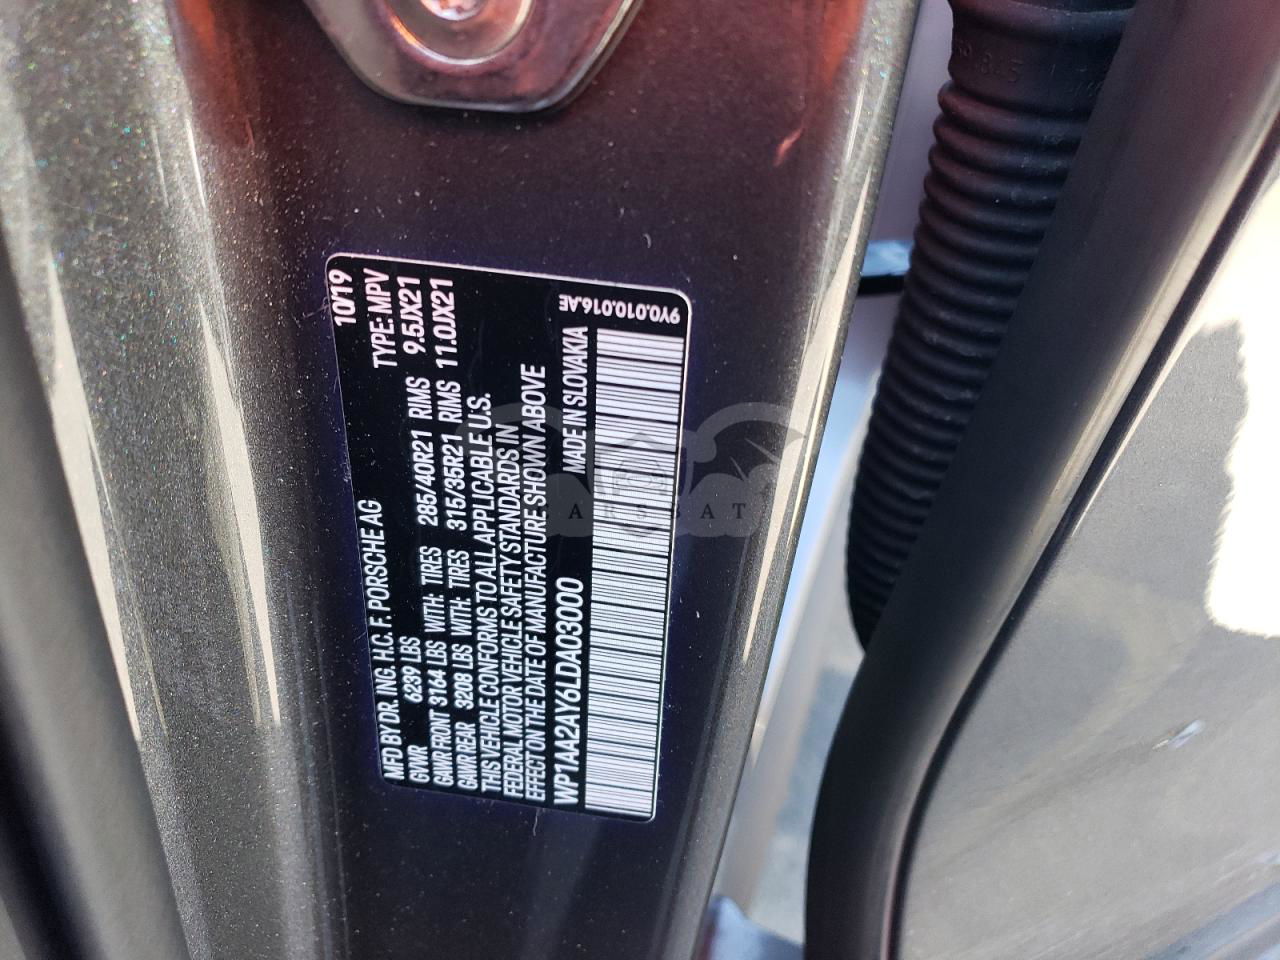 MFD BY DR. ING. H.C. F. PORSCHE AG 10/19
GVWR 6239 LBS TYPE: MPV
GAWR FRONT 3164 LBS WITH: TIRES 285/40R21 RIMS 9.5JX21
GAWR REAR 3208 LBS WITH: TIRES 315/35R21 RIMS 11.0JX21
THIS VEHICLE CONFORMS TO ALL APPLICABLE U.S.
FEDERAL MOTOR VEHICLE SAFETY STANDARDS IN
EFFECT ON THE DATE OF MANUFACTURE SHOWN ABOVE
WP1AA2AY6LDA03000 MADE IN SLOVAKIA
9Y0.010.016.AE
CARSBAT